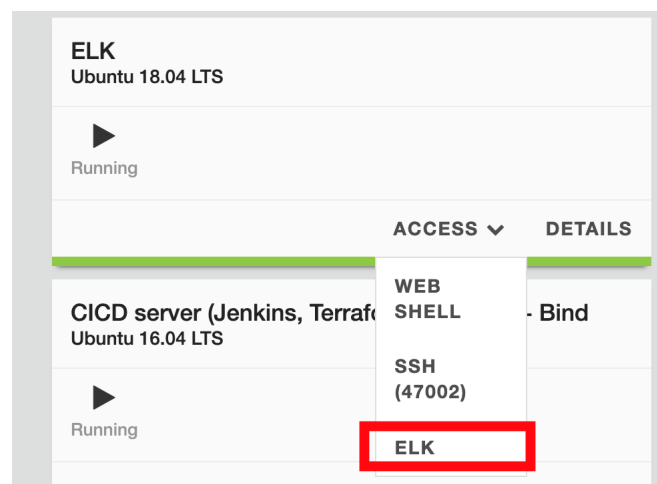 ELK
Ubuntu 18.04 LTS
Running
ACCESS DETAILS
WEB
SHELL
SSH
(47002)
ELK
CICD server (Jenkins, Terraf
- Bind
Ubuntu 16.04 LTS
Running